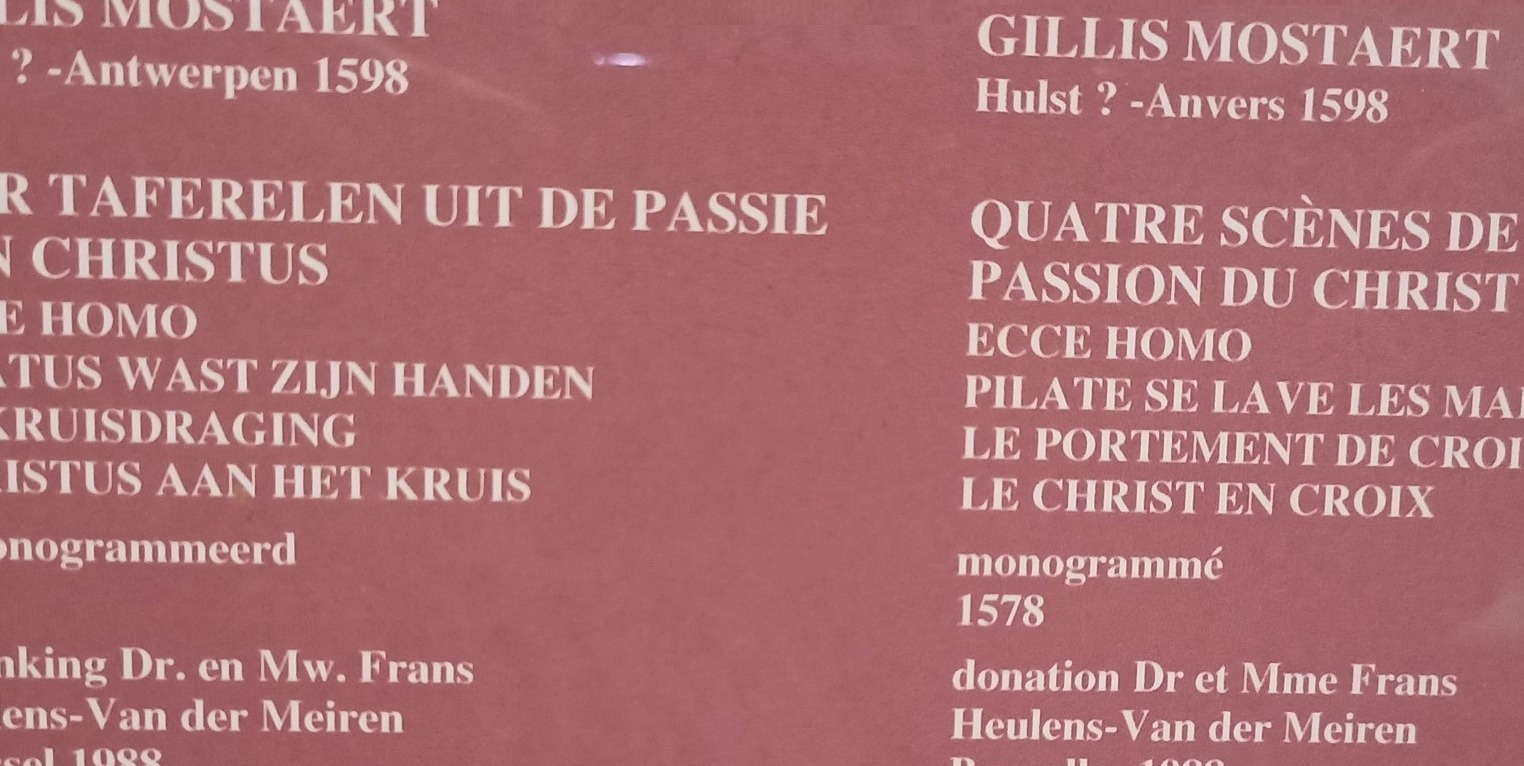 MOSTAERT
? -Antwerpen 1598
TAFERELEN UIT DE PASSIE
CHRISTUS
HOMO
WAST ZIJN HANDEN
KRUISDRAGING
AAN HET KRUIS
Dr. en Mw. Frans
der Meiren
1988
GILLIS MOSTAERT
Hulst ? -Anvers 1598
QUATRE SCÈNES DE
PASSION DU CHRIST
ECCE HOMO
PILATE SE LAVE LES
LE PORTEMENT DE
LE CHRIST EN CROIX
monogrammé
1578
donation Dr et Mme Frans
Heulens-Van der Meiren